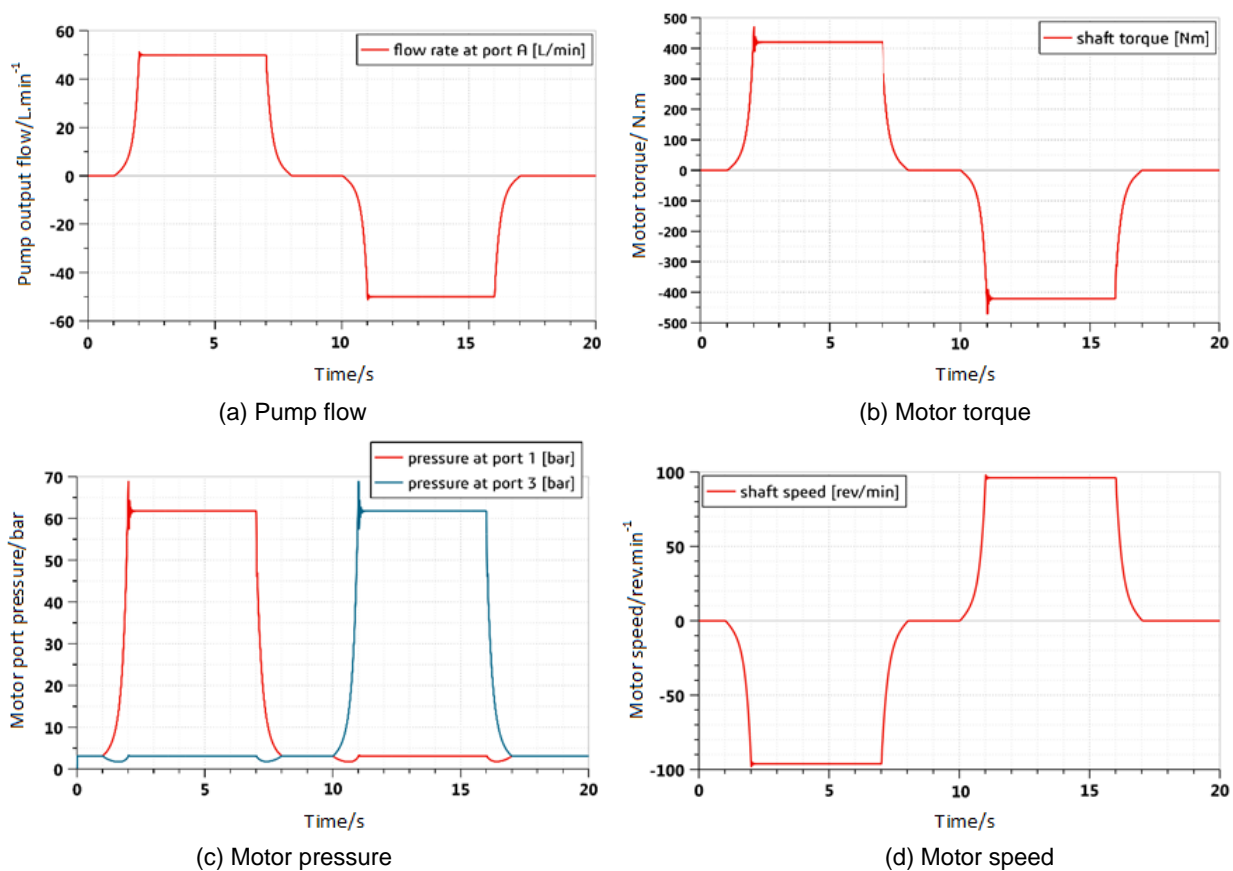 60
40
20
0
-20
-40
-60
Pump output flow/L.min⁻¹
flow rate at port A [L/min]
0 5 10 15 20
Time/s
(a) Pump flow
500
400
300
200
100
0
-100
-200
-300
-400
-500
Motor torque/ N.m
shaft torque [Nm]
0 5 10 15 20
Time/s
(b) Motor torque
70
60
50
40
30
20
10
0
Motor port pressure/bar
pressure at port 1 [bar]
pressure at port 3 [bar]
0 5 10 15 20
Time/s
(c) Motor pressure
100
50
0
-50
-100
Motor speed/rev.min⁻¹
shaft speed [rev/min]
0 5 10 15 20
Time/s
(d) Motor speed